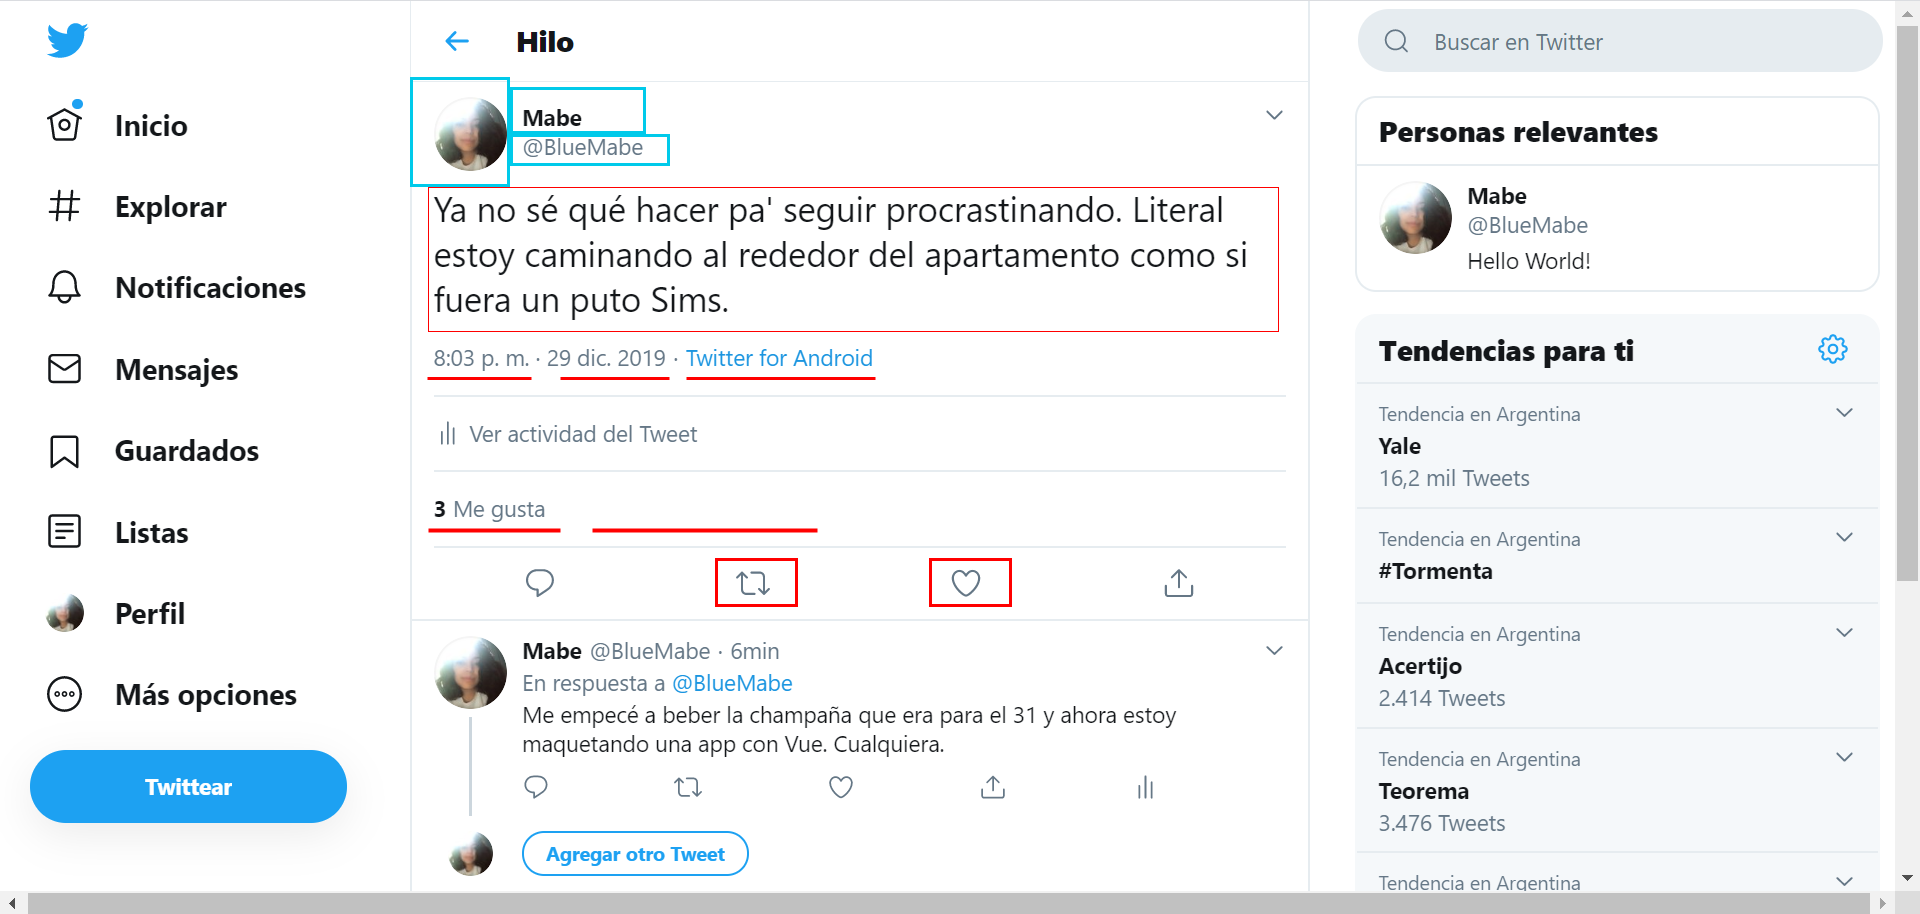 Inicio
Explorar
Notificaciones
Mensajes
Guardados
Listas
Perfil
Más opciones
Twittear
Hilo
Mabe
@BlueMabe
Ya no sé qué hacer pa' seguir procrastinando. Literal
estoy caminando al rededor del apartamento como si
fuera un puto Sims.
8:03 p. m. · 29 dic. 2019 · Twitter for Android
Ver actividad del Tweet
3 Me gusta
Mabe @BlueMabe · 6min
En respuesta a @BlueMabe
Me empecé a beber la champaña que era para el 31 y ahora estoy
maquetando una app con Vue. Cualquiera.
Agregar otro Tweet
Buscar en Twitter
Personas relevantes
Mabe
@BlueMabe
Hello World!
Tendencias para ti
Tendencia en Argentina
Yale
16,2 mil Tweets
Tendencia en Argentina
#Tormenta
Tendencia en Argentina
Acertijo
2.414 Tweets
Tendencia en Argentina
Teorema
3.476 Tweets
Tendencia en Argentina